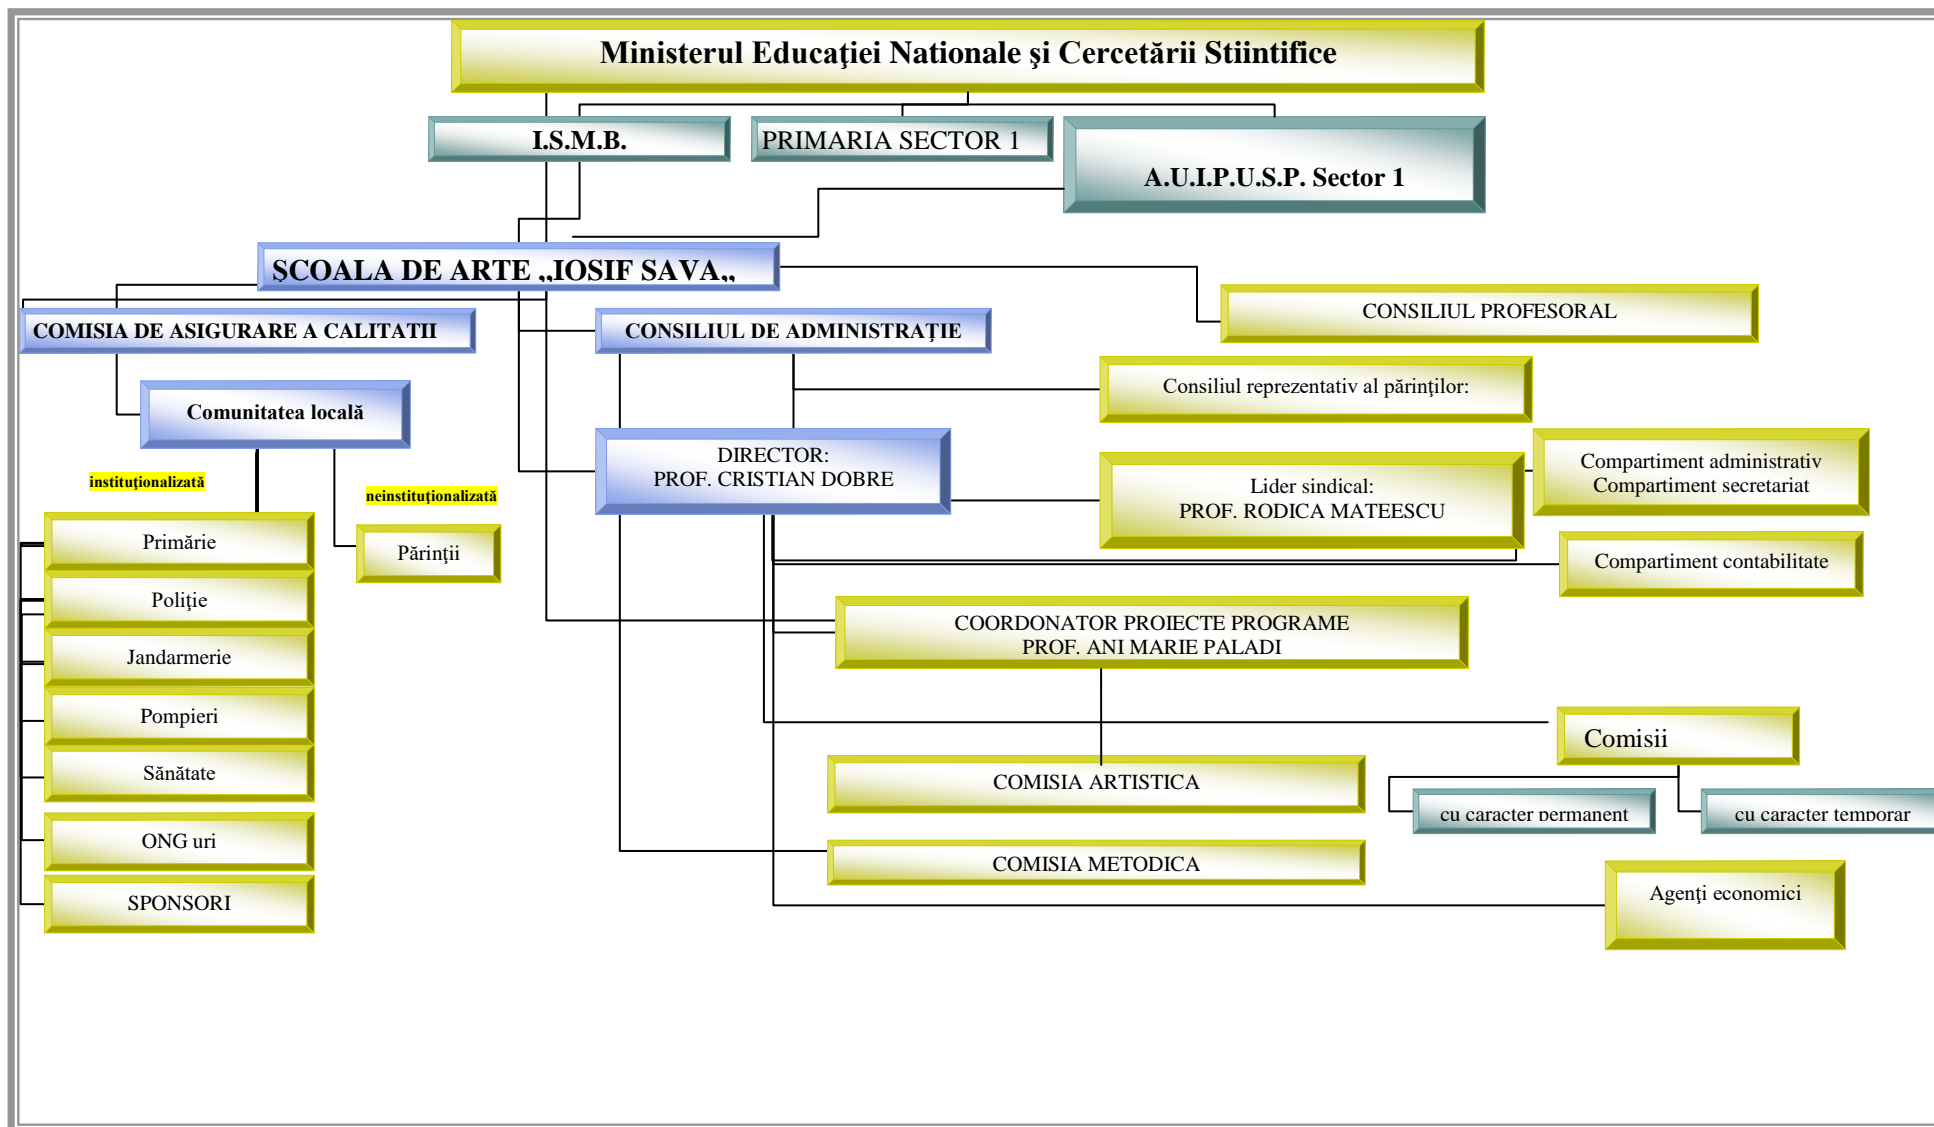 Ministerul Educaţiei Nationale şi Cercetării Stiintifice
I.S.M.B.
PRIMARIA SECTOR 1
A.U.I.P.U.S.P. Sector 1
ŞCOALA DE ARTE „IOSIF SAVA„
CONSILIUL PROFESORAL
COMISIA DE ASIGURARE A CALITATII
CONSILIUL DE ADMINISTRAŢIE
Consiliul reprezentativ al părinţilor:
Comunitatea locală
DIRECTOR:
PROF. CRISTIAN DOBRE
Lider sindical:
PROF. RODICA MATEESCU
Compartiment administrativ
Compartiment secretariat
instituţionalizată
neinstituţionalizată
Primărie
Părinţii
Compartiment contabilitate
Poliţie
COORDONATOR PROIECTE PROGRAME
PROF. ANI MARIE PALADI
Jandarmerie
Pompieri
Comisii
Sănătate
COMISIA ARTISTICA
cu caracter permanent
cu caracter temporar
ONG uri
COMISIA METODICA
SPONSORI
Agenţi economici